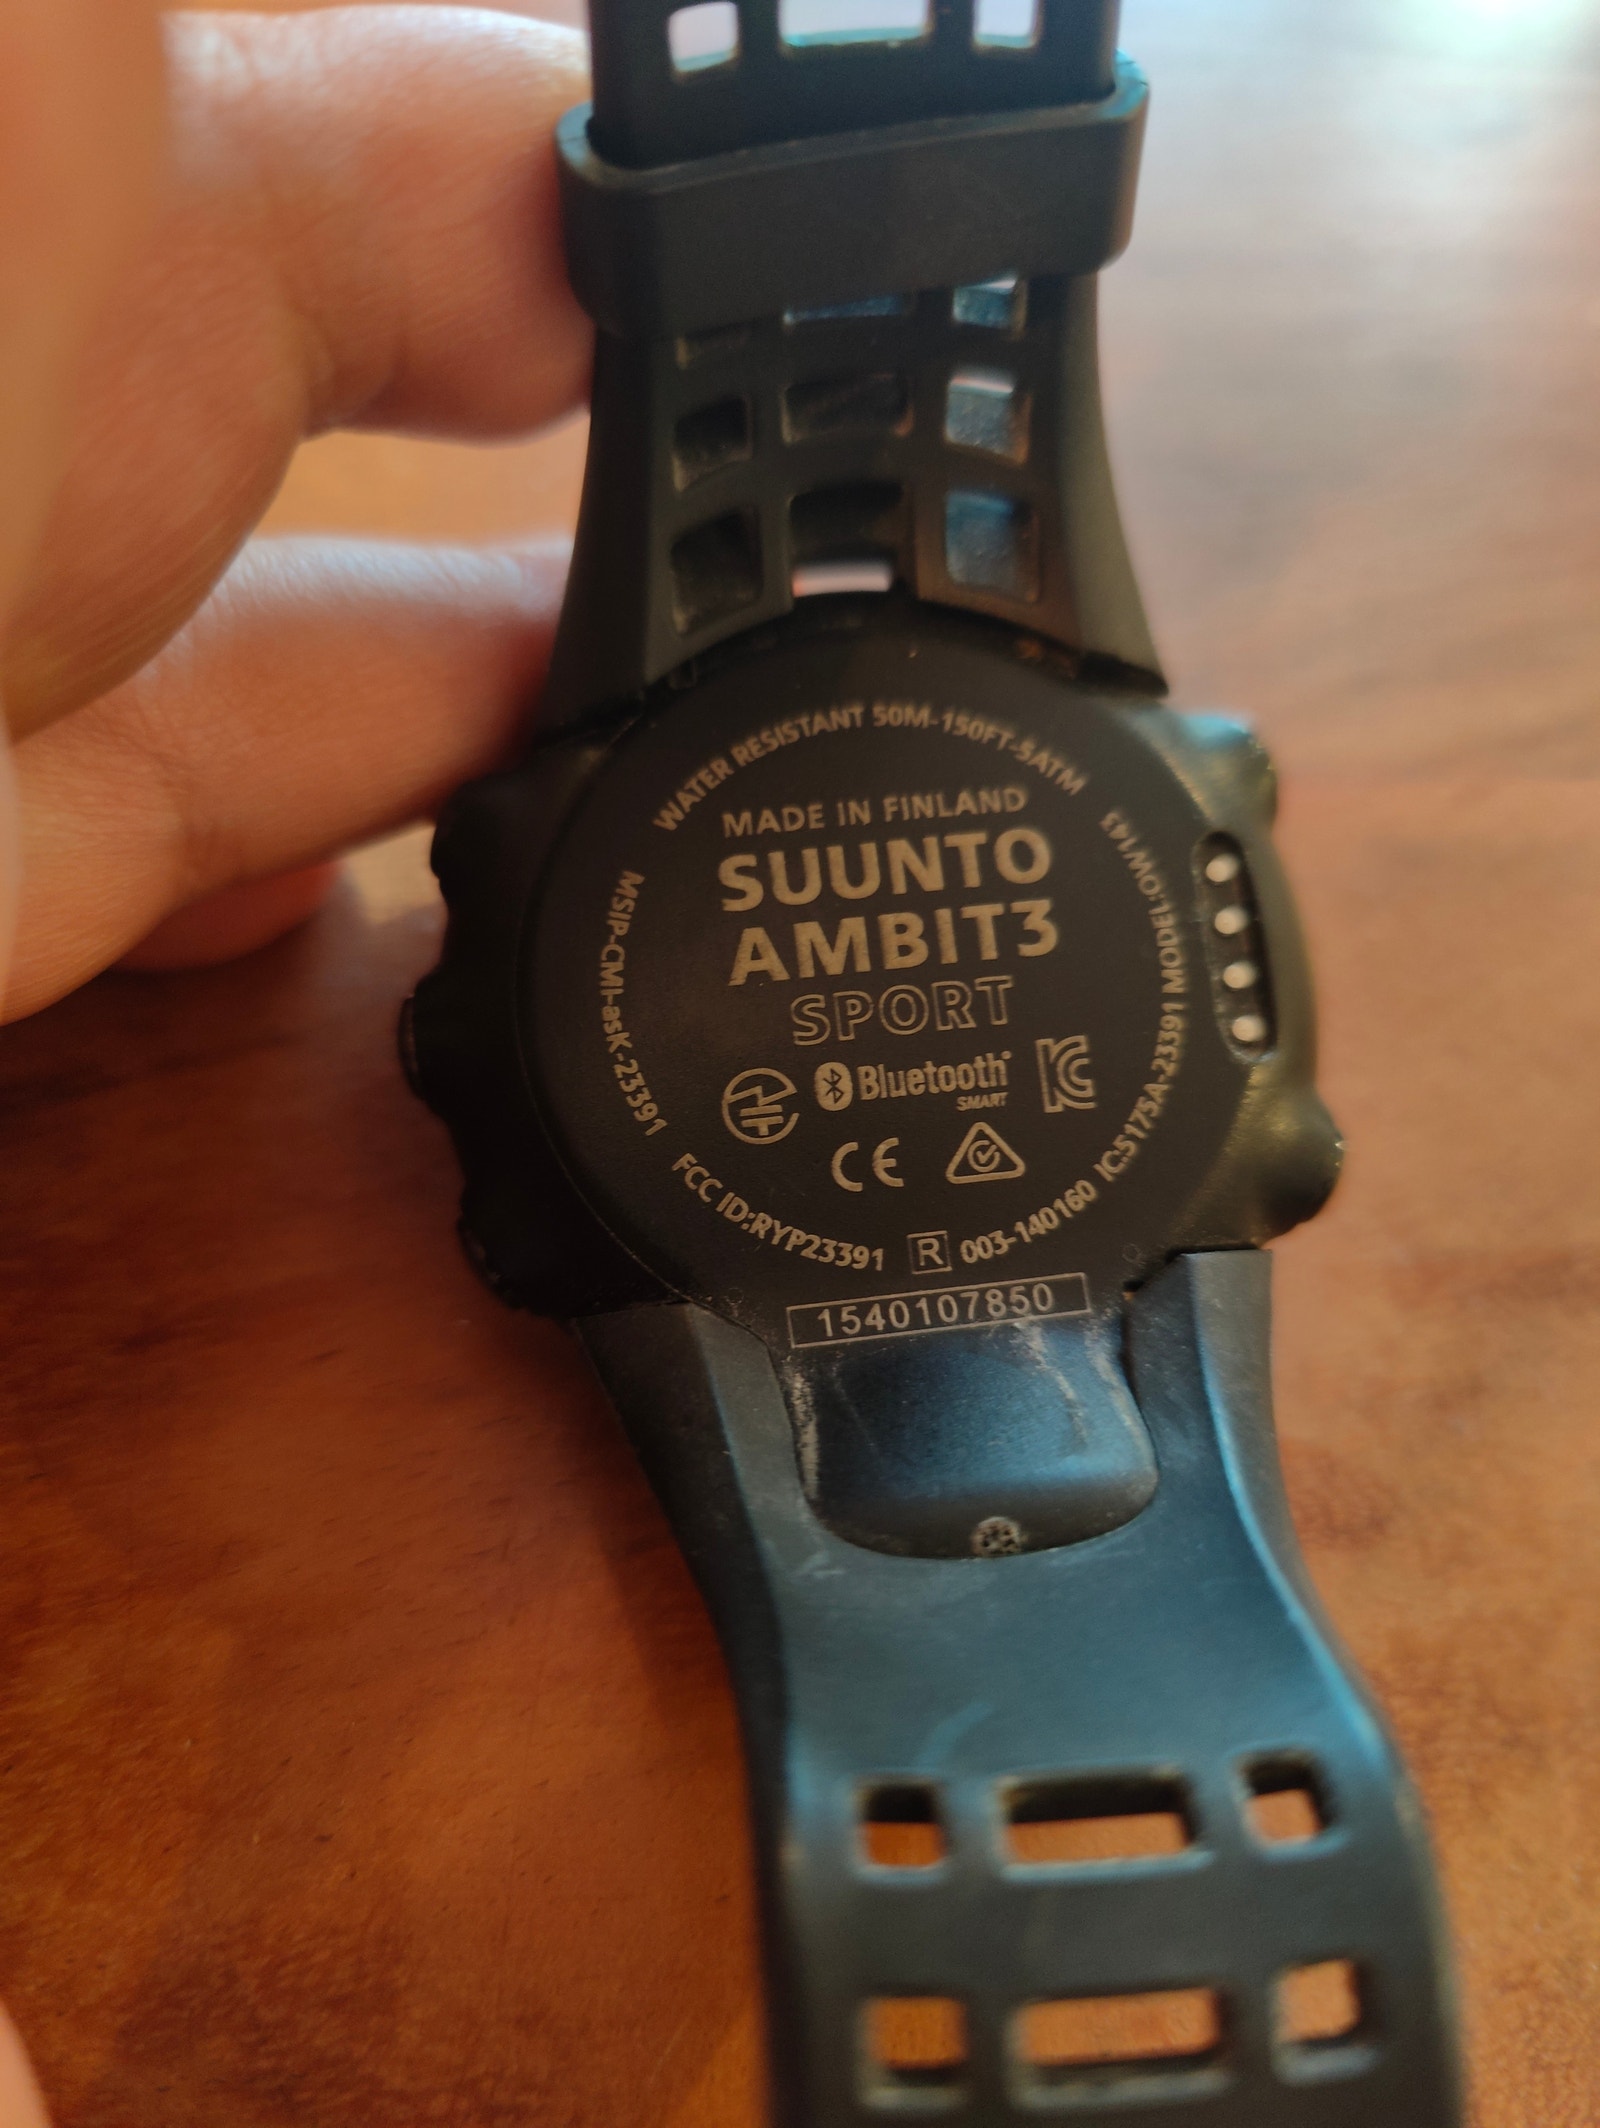 WATER RESISTANT 50M-150FT-5ATM
MADE IN FINLAND
SUUNTO
AMBIT3
SPORT
Bluetooth
SMART
KC
CE
MSIP-CMI-asK-23391
FCC ID:RYP23391
R 003-140160
IC:5175A-23391 MODEL:OW143
1540107850